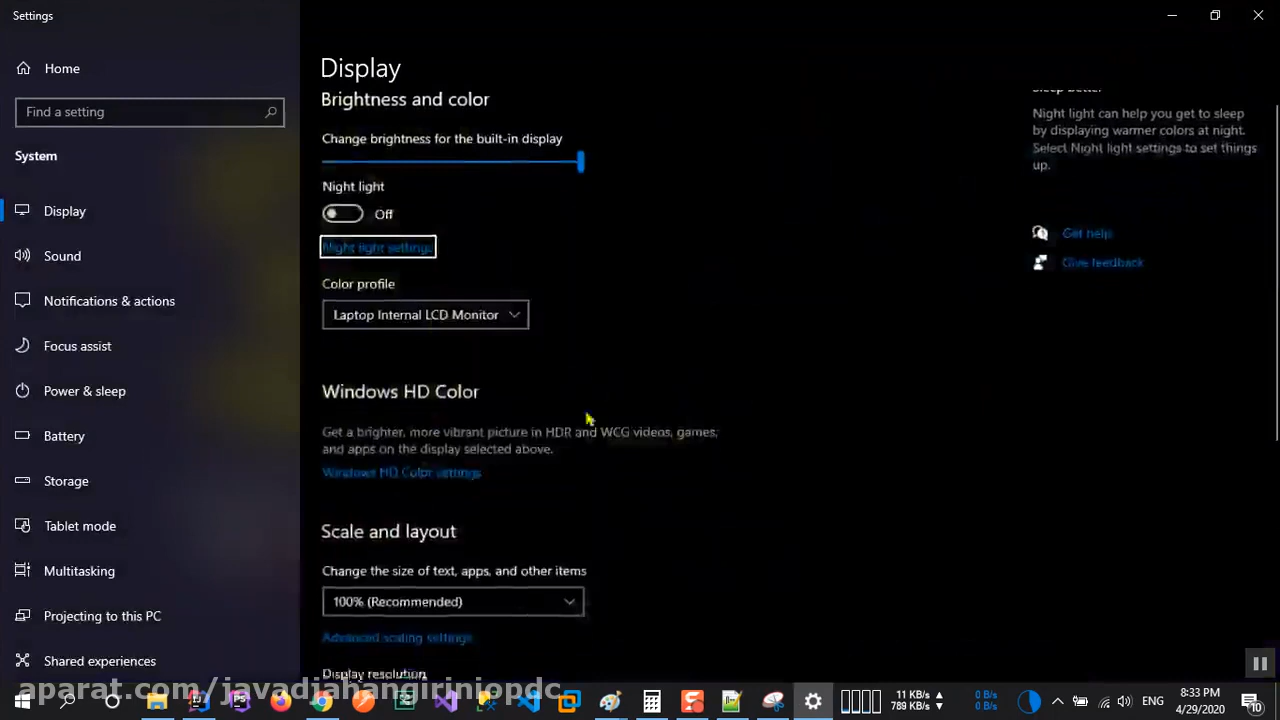 Settings
Home
Find a setting
System
Display
Sound
Notifications & actions
Focus assist
Power & sleep
Battery
Storage
Tablet mode
Multitasking
Projecting to this PC
Shared experiences
Display
Brightness and color
Change brightness for the built-in display
Night light
Off
Night light settings
Color profile
Laptop Internal LCD Monitor
Windows HD Color
Get a brighter, more vibrant picture in HDR and WCG videos, games,
and apps on the display selected above.
Windows HD Color settings
Scale and layout
Change the size of text, apps, and other items
100% (Recommended)
Advanced scaling settings
Display resolution
Sleep better
Night light can help you get to sleep
by displaying warmer colors at night.
Select Night light settings to set things
up.
Get help
Give feedback
aparat.com/javadjahangiriniopdc
11 KB/s
789 KB/s
0 B/s
0 B/s
ENG
8:33 PM
4/29/2020
10